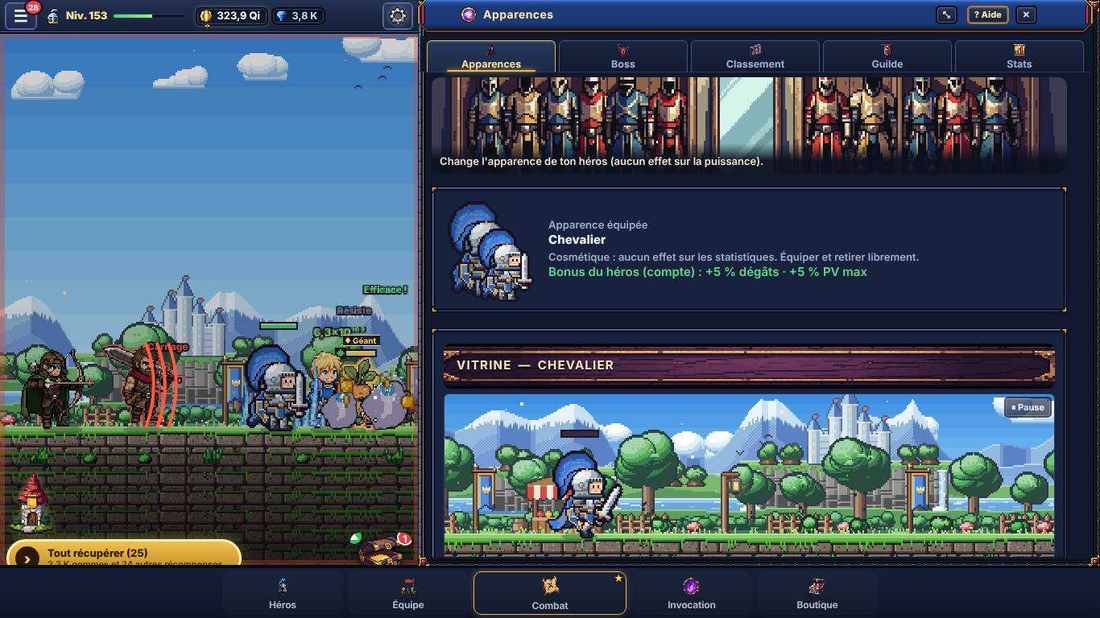 28
Niv. 153
323,9 Qi
3,8 K
Apparences
? Aide
Apparences
Boss
Classement
Guilde
Stats
Change l'apparence de ton héros (aucun effet sur la puissance).
Apparence équipée
Chevalier
Cosmétique : aucun effet sur les statistiques. Équiper et retirer librement.
Bonus du héros (compte) : +5 % dégâts · +5 % PV max
VITRINE — CHEVALIER
Pause
Efficace !
Résiste
Géant
Tout récupérer (25)
1
Héros
Équipe
Combat
Invocation
Boutique